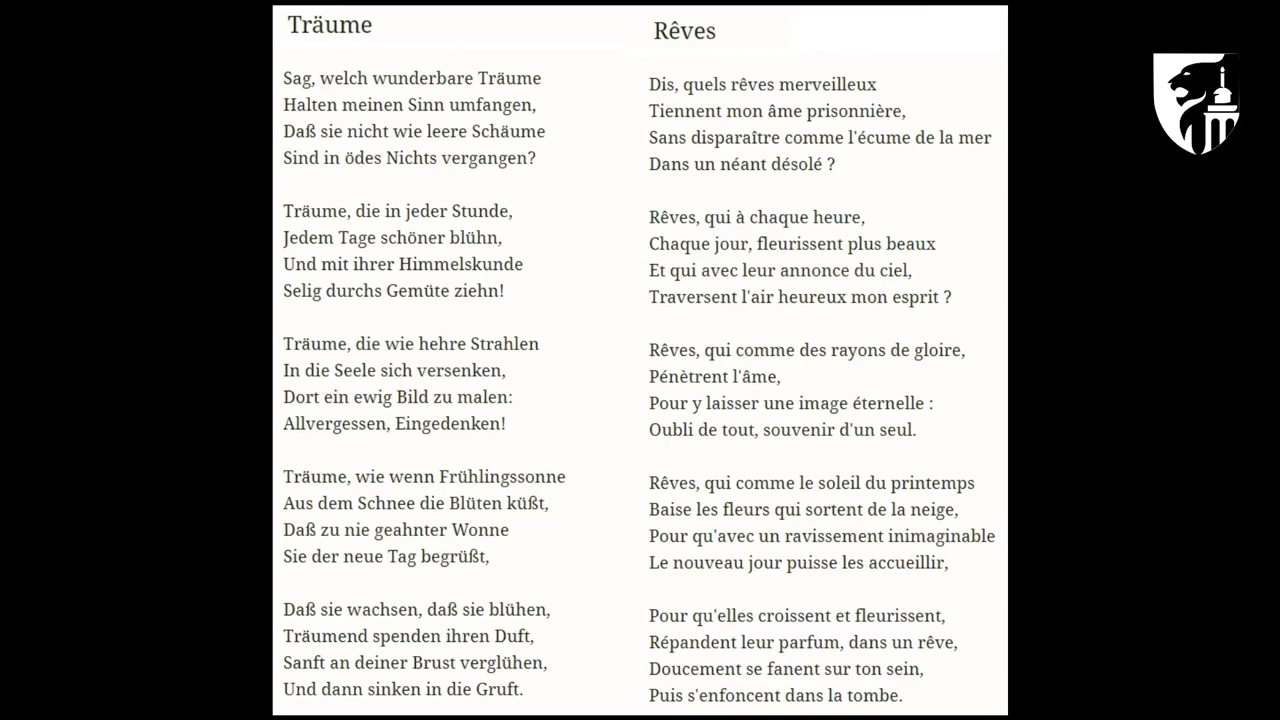 Träume
Sag, welch wunderbare Träume
Halten meinen Sinn umfangen,
Daß sie nicht wie leere Schäume
Sind in ödes Nichts vergangen?
Träume, die in jeder Stunde,
Jedem Tage schöner blühn,
Und mit ihrer Himmelskunde
Selig durchs Gemüte ziehn!
Träume, die wie hehre Strahlen
In die Seele sich versenken,
Dort ein ewig Bild zu malen:
Allvergessen, Eingedenken!
Träume, wie wenn Frühlingssonne
Aus dem Schnee die Blüten küßt,
Daß zu nie geahnter Wonne
Sie der neue Tag begrüßt,
Daß sie wachsen, daß sie blühen,
Träumend spenden ihren Duft,
Sanft an deiner Brust verglühen,
Und dann sinken in die Gruft.
Rêves
Dis, quels rêves merveilleux
Tiennent mon âme prisonnière,
Sans disparaître comme l'écume de la mer
Dans un néant désolé ?
Rêves, qui à chaque heure,
Chaque jour, fleurissent plus beaux
Et qui avec leur annonce du ciel,
Traversent l'air heureux mon esprit ?
Rêves, qui comme des rayons de gloire,
Pénètrent l'âme,
Pour y laisser une image éternelle :
Oubli de tout, souvenir d'un seul.
Rêves, qui comme le soleil du printemps
Baise les fleurs qui sortent de la neige,
Pour qu'avec un ravissement inimaginable
Le nouveau jour puisse les accueillir,
Pour qu'elles croissent et fleurissent,
Répandent leur parfum, dans un rêve,
Doucement se fanent sur ton sein,
Puis s'enfoncent dans la tombe.